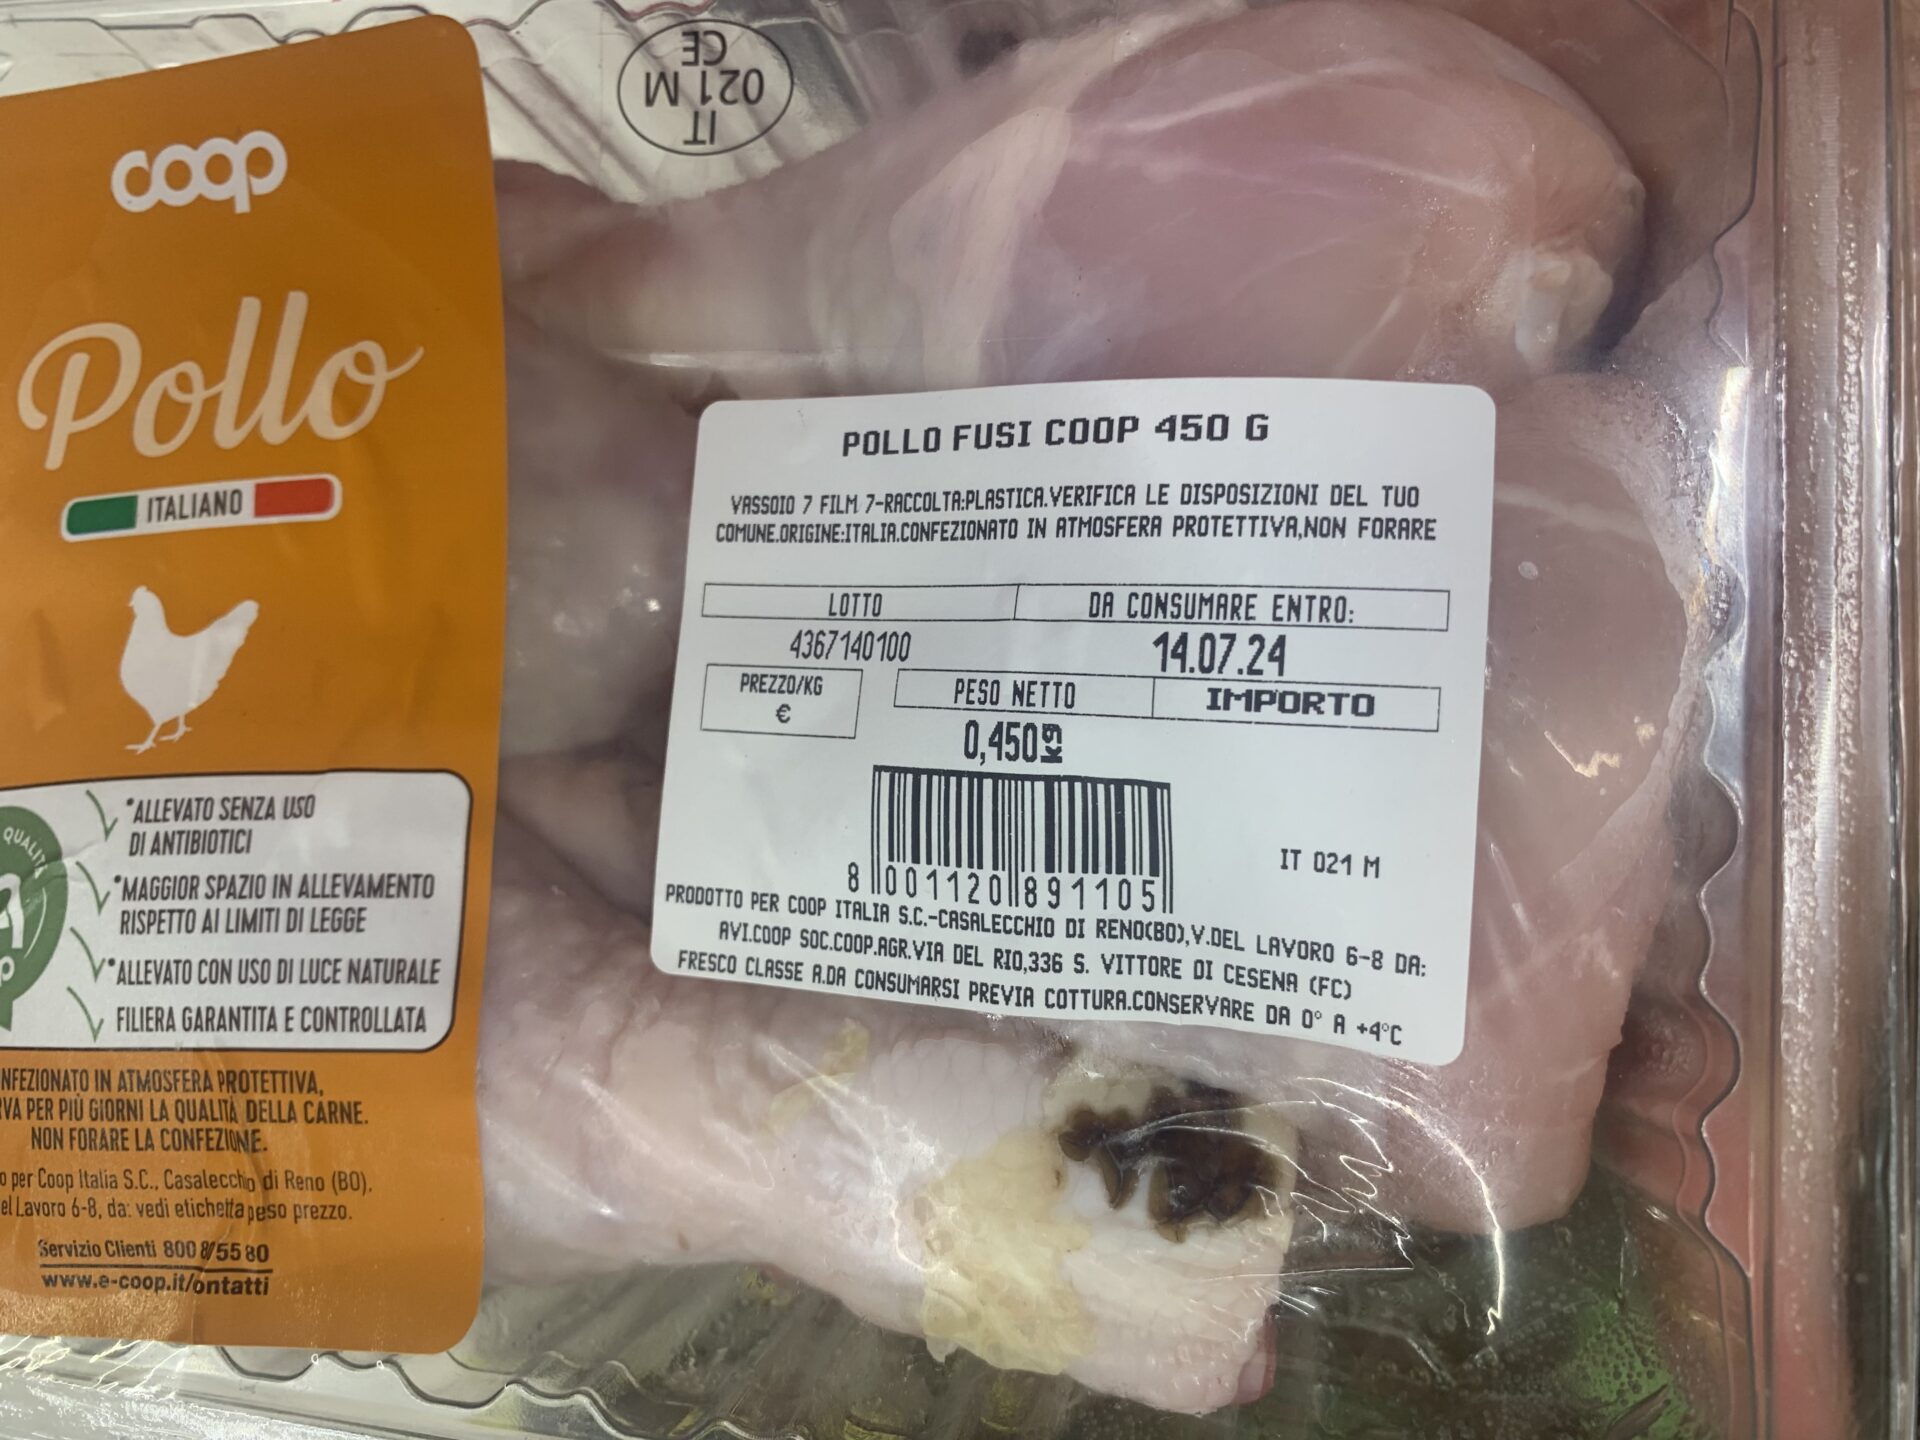 coop
Pollo
ITALIANO
QUALITÀ
*ALLEVATO SENZA USO
DI ANTIBIOTICI
*MAGGIOR SPAZIO IN ALLEVAMENTO
RISPETTO AI LIMITI DI LEGGE
*ALLEVATO CON USO DI LUCE NATURALE
FILIERA GARANTITA E CONTROLLATA
NFEZIONATO IN ATMOSFERA PROTETTIVA,
RVA PER PIÙ GIORNI LA QUALITÀ DELLA CARNE.
NON FORARE LA CONFEZIONE.
o per Coop Italia S.C., Casalecchio di Reno (BO),
el Lavoro 6-8, da: vedi etichetta peso prezzo.
Servizio Clienti 800 8/55 80
www.e-coop.it/ontatti
IT
021 M
CE
POLLO FUSI COOP 450 G
VASSOIO 7 FILM 7-RACCOLTA:PLASTICA.VERIFICA LE DISPOSIZIONI DEL TUO
COMUNE.ORIGINE:ITALIA.CONFEZIONATO IN ATMOSFERA PROTETTIVA,NON FORARE
LOTTO DA CONSUMARE ENTRO:
4367140100 14.07.24
PREZZO/KG PESO NETTO IMPORTO
€
0,450kg
8 001120 891105
IT 021 M
PRODOTTO PER COOP ITALIA S.C.-CASALECCHIO DI RENO(BO),V.DEL LAVORO 6-8 DA:
AVI.COOP SOC.COOP.AGR.VIA DEL RIO,336 S. VITTORE DI CESENA (FC)
FRESCO CLASSE A.DA CONSUMARSI PREVIA COTTURA.CONSERVARE DA 0° A +4°C